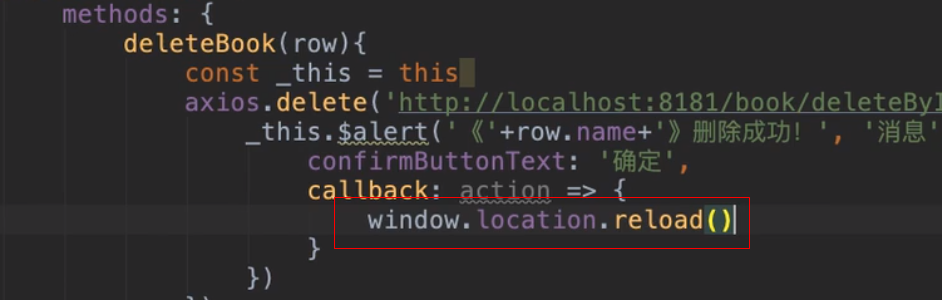 methods: {
deleteBook(row){
const _this = this
axios.delete('http://localhost:8181/book/deleteBy
_this.$alert('《'+row.name+'》删除成功！', '消息'
confirmButtonText: '确定',
callback: action => {
window.location.reload()
}
})